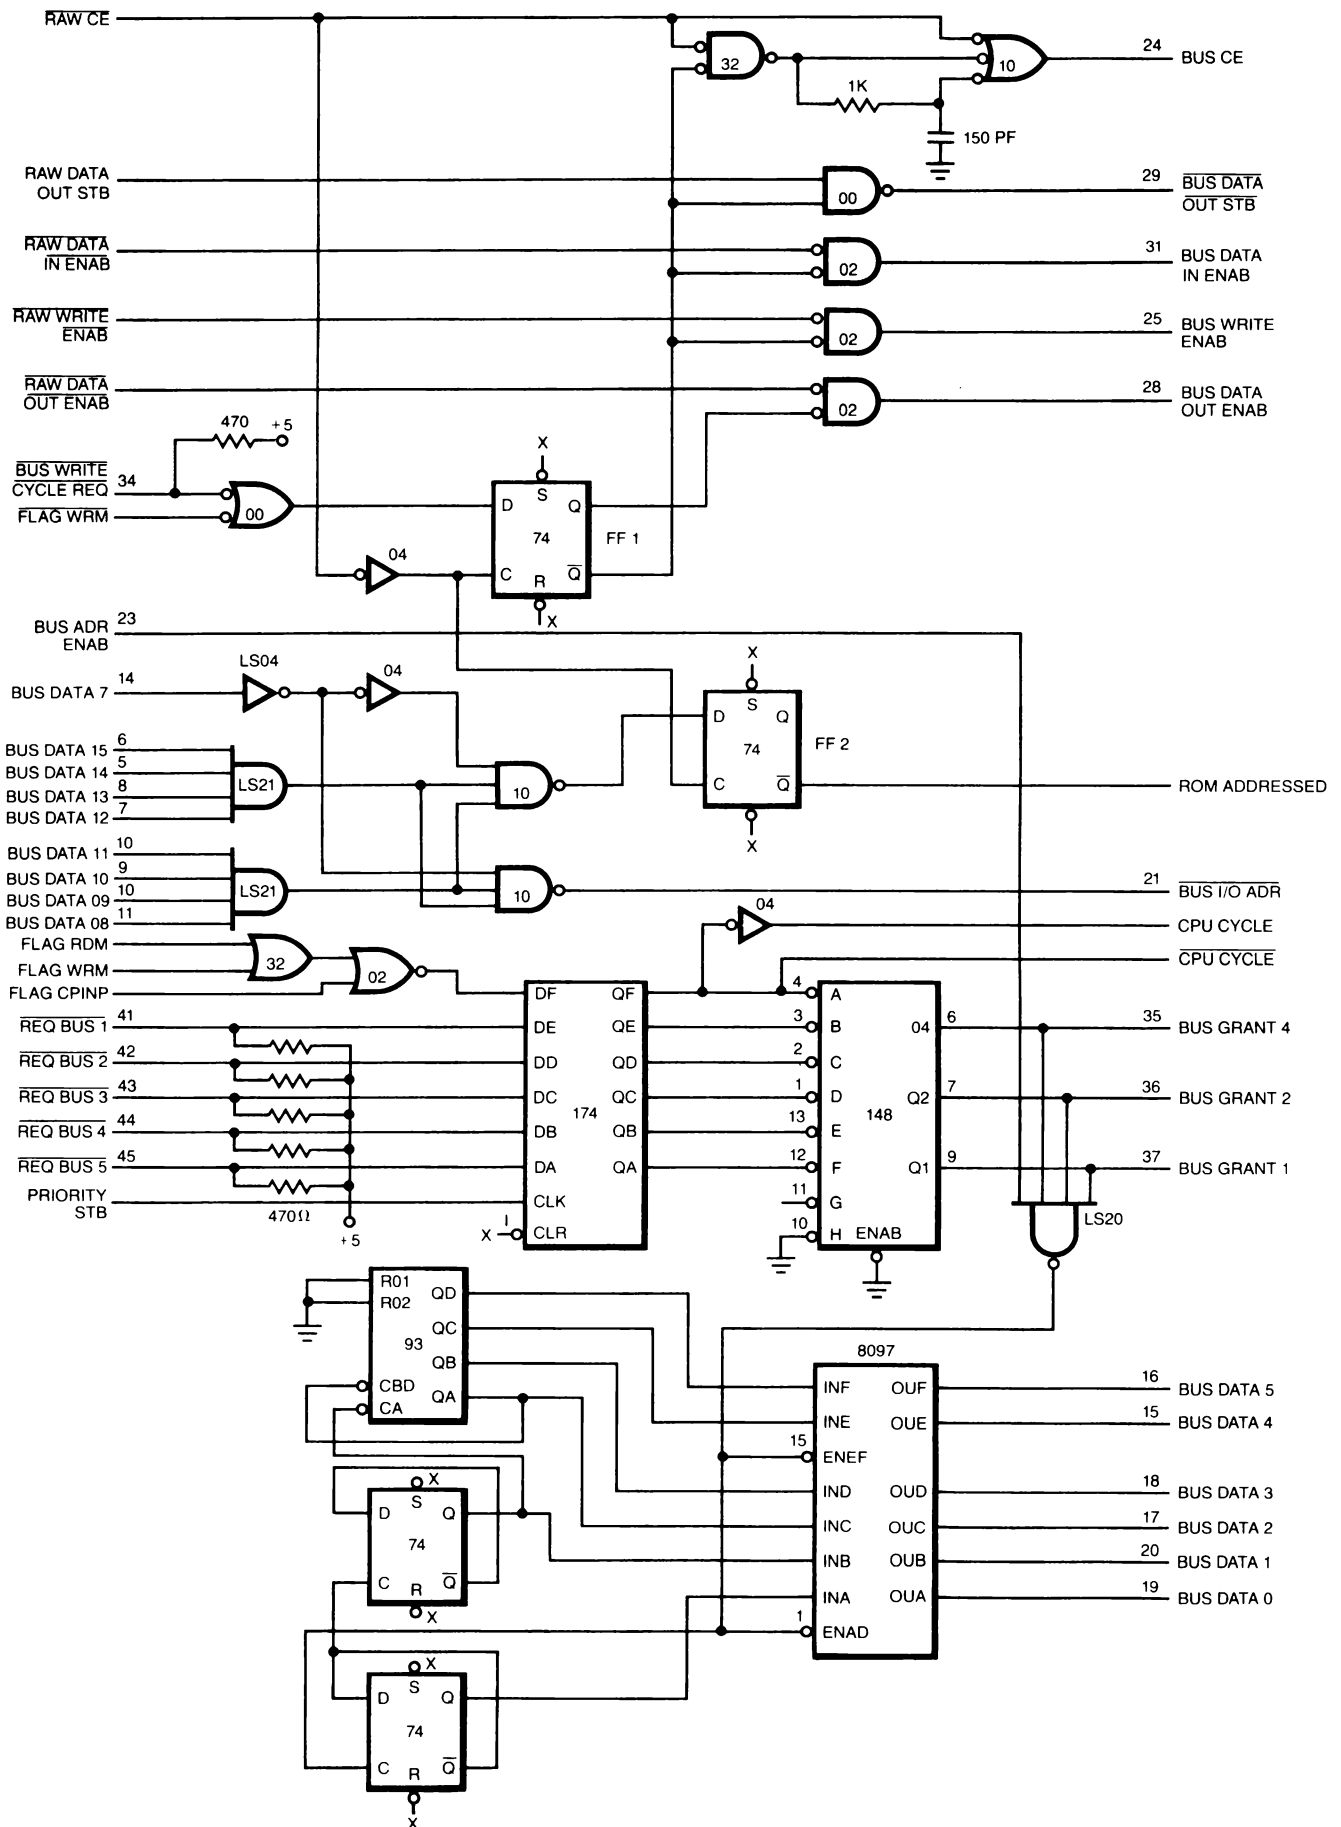 RAW CE
32
10
24
BUS CE
1K
150 PF
RAW DATA
OUT STB
00
29
BUS DATA
OUT STB
RAW DATA
IN ENAB
02
31
BUS DATA
IN ENAB
RAW WRITE
ENAB
02
25
BUS WRITE
ENAB
RAW DATA
OUT ENAB
02
28
BUS DATA
OUT ENAB
470
+5
BUS WRITE
CYCLE REQ
34
FLAG WRM
00
X
S
D
Q
74
FF 1
C
R
Q
X
04
BUS ADR
ENAB
23
LS04
04
BUS DATA 7
14
X
S
D
Q
74
FF 2
C
Q
X
ROM ADDRESSED
BUS DATA 15
6
BUS DATA 14
5
BUS DATA 13
8
BUS DATA 12
7
LS21
10
BUS DATA 11
10
BUS DATA 10
9
BUS DATA 09
10
BUS DATA 08
11
LS21
10
21
BUS I/O ADR
04
CPU CYCLE
CPU CYCLE
FLAG RDM
FLAG WRM
FLAG CPINP
32
02
REQ BUS 1
41
REQ BUS 2
42
REQ BUS 3
43
REQ BUS 4
44
REQ BUS 5
45
PRIORITY
STB
470Ω
+5
DF
QF
DE
QE
DD
QD
DC
QC
174
DB
QB
DA
QA
CLK
CLR
X
1
4
A
3
B
2
C
1
D
13
E
12
F
11
G
10
H
148
ENAB
04
6
Q2
7
Q1
9
35
BUS GRANT 4
36
BUS GRANT 2
37
BUS GRANT 1
LS20
R01
R02
QD
QC
93
QB
CBD
QA
CA
X
S
D
Q
74
C
R
Q
X
X
S
D
Q
74
C
R
Q
X
8097
INF
OUF
INE
OUE
15
ENEF
IND
OUD
INC
OUC
INB
OUB
INA
OUA
1
ENAD
16
BUS DATA 5
15
BUS DATA 4
18
BUS DATA 3
17
BUS DATA 2
20
BUS DATA 1
19
BUS DATA 0